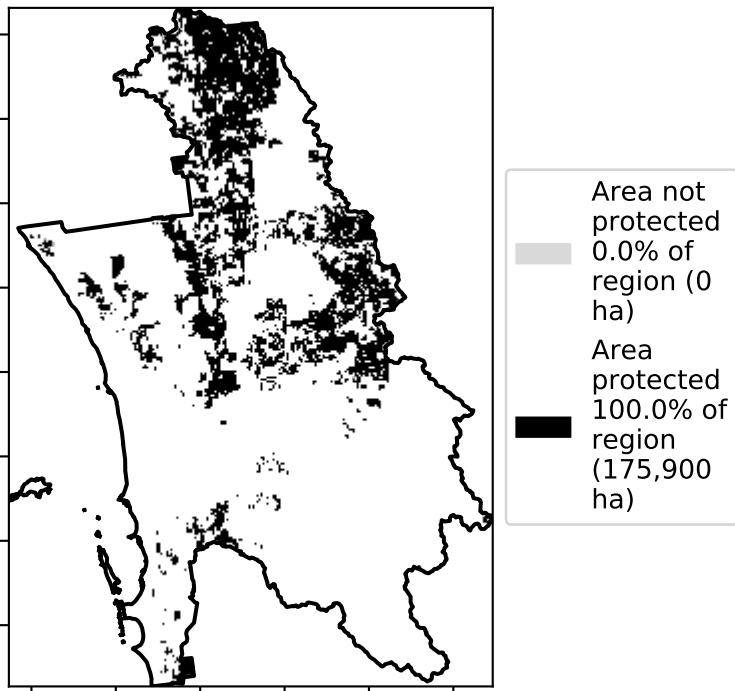 Area not
protected
0.0% of
region (0
ha)
Area
protected
100.0% of
region
(175,900
ha)